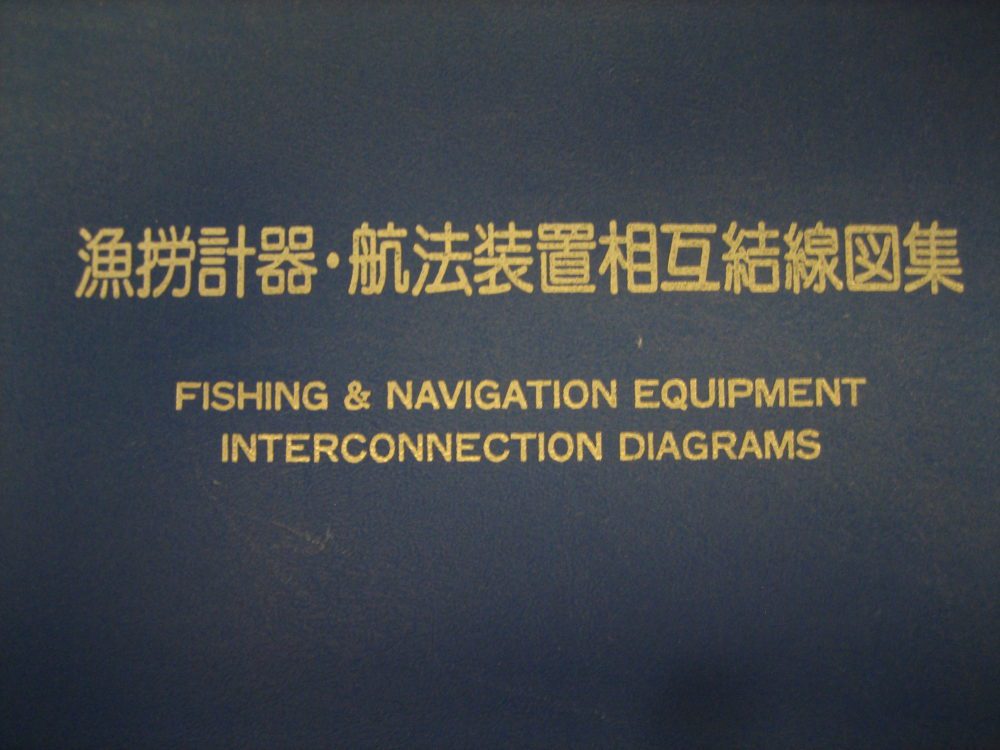 漁撈計器・航法装置相互結線図集
FISHING & NAVIGATION EQUIPMENT
INTERCONNECTION DIAGRAMS